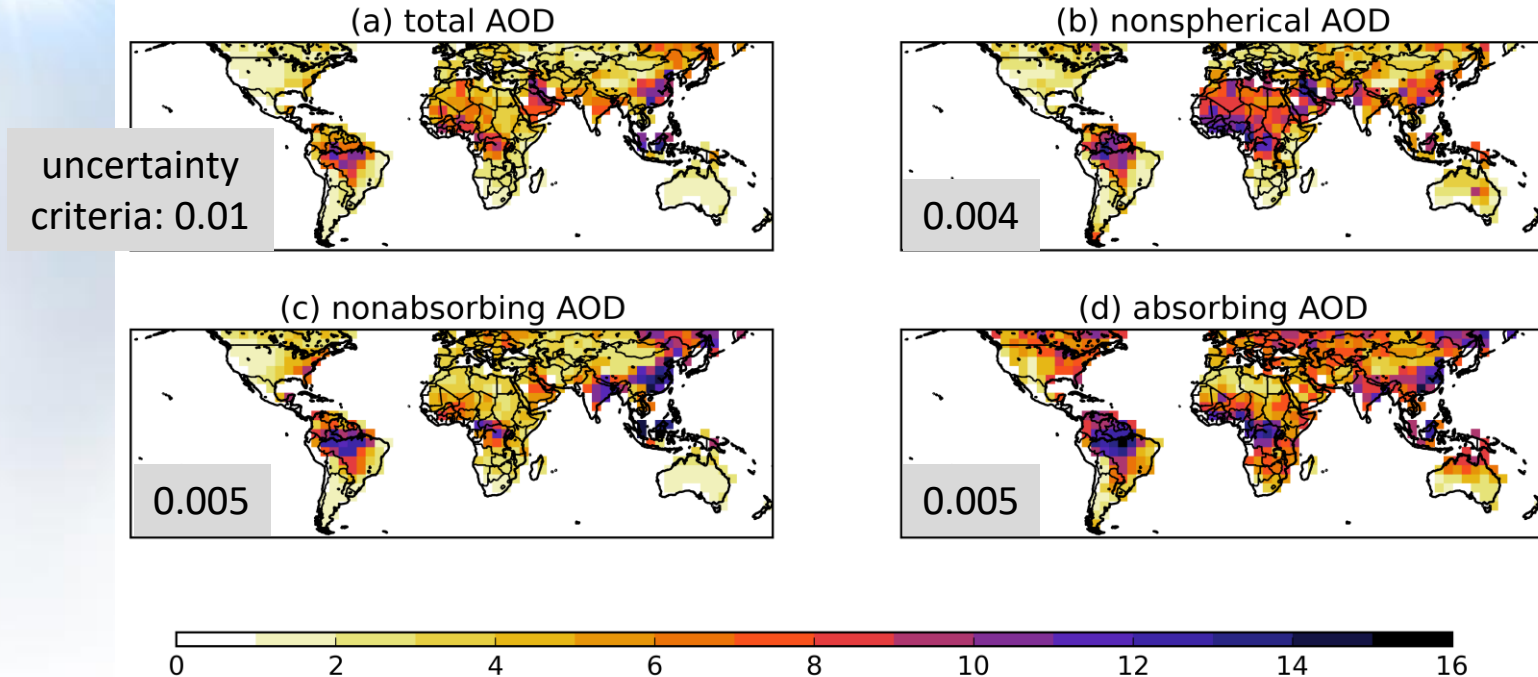 (a) total AOD
(b) nonspherical AOD
uncertainty
criteria: 0.01
0.004
(c) nonabsorbing AOD
(d) absorbing AOD
0.005
0.005
0 2 4 6 8 10 12 14 16